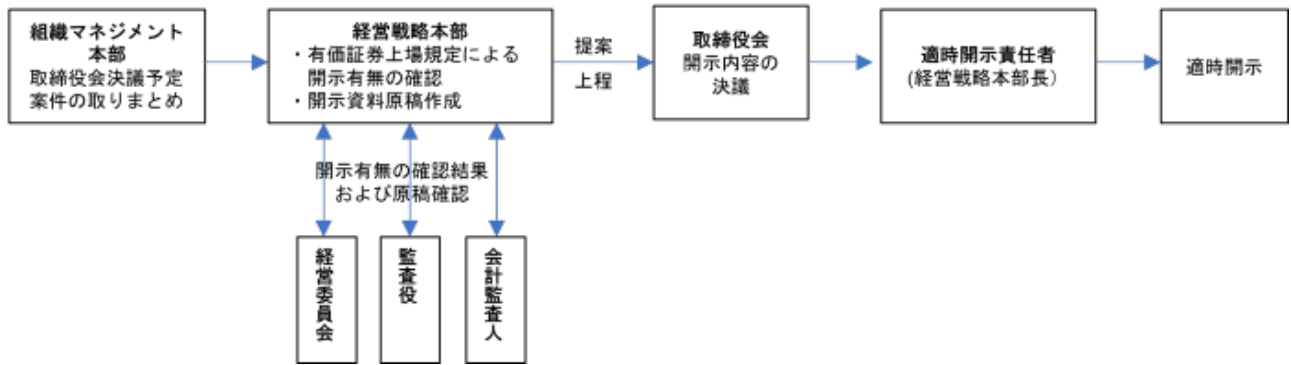 組織マネジメント
本部
取締役会決議予定
案件の取りまとめ
経営戦略本部
・有価証券上場規定による
開示有無の確認
・開示資料原稿作成
提案
上程
取締役会
開示内容の
決議
適時開示責任者
(経営戦略本部長）
適時開示
開示有無の確認結果
および原稿確認
経営委員会
監査役
会計監査人